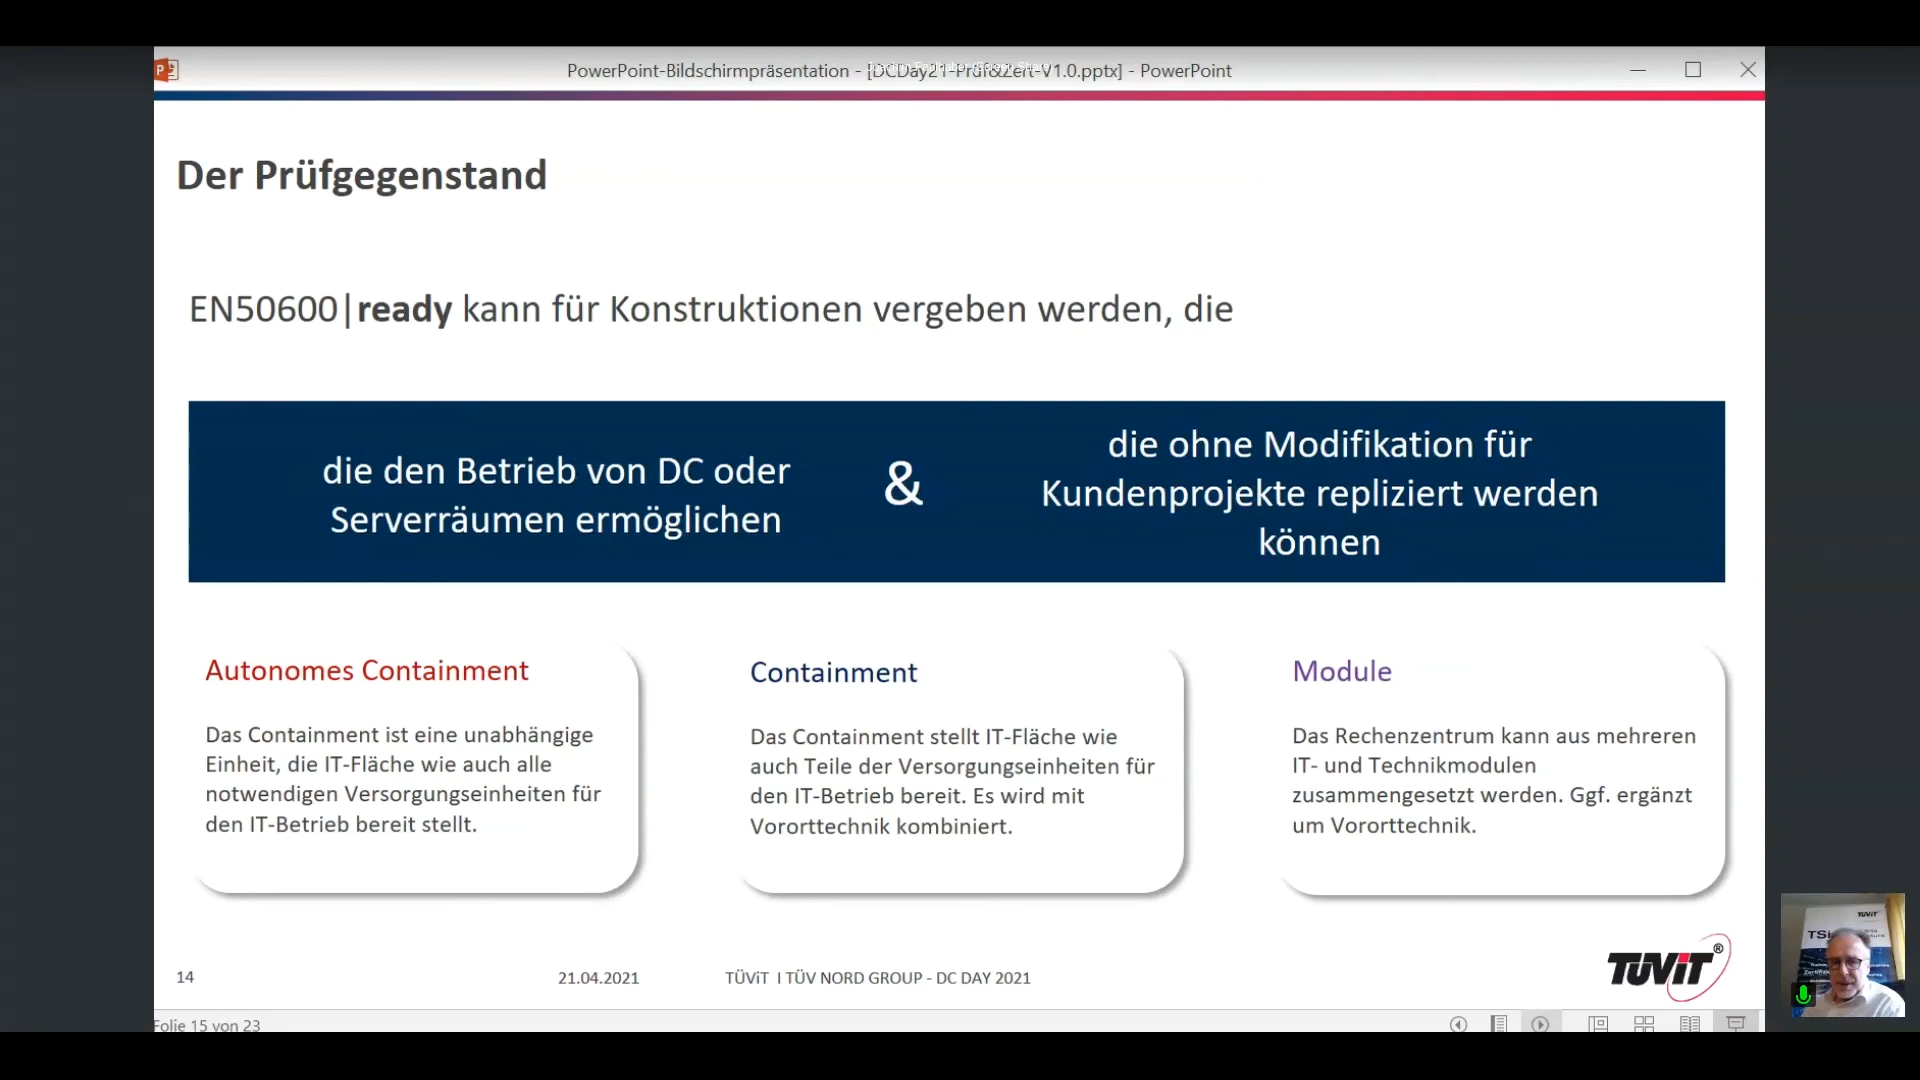 PowerPoint-Bildschirmpräsentation - [DCDay21-Prüf&Zert-V1.0.pptx] - PowerPoint
Der Prüfgegenstand
EN50600|ready kann für Konstruktionen vergeben werden, die
die den Betrieb von DC oder
Serverräumen ermöglichen
&
die ohne Modifikation für
Kundenprojekte repliziert werden
können
Autonomes Containment
Das Containment ist eine unabhängige
Einheit, die IT-Fläche wie auch alle
notwendigen Versorgungseinheiten für
den IT-Betrieb bereit stellt.
Containment
Das Containment stellt IT-Fläche wie
auch Teile der Versorgungseinheiten für
den IT-Betrieb bereit. Es wird mit
Vororttechnik kombiniert.
Module
Das Rechenzentrum kann aus mehreren
IT- und Technikmodulen
zusammengesetzt werden. Ggf. ergänzt
um Vororttechnik.
14
21.04.2021
TÜViT I TÜV NORD GROUP - DC DAY 2021
TÜViT®
Folie 15 von 23
TÜViT